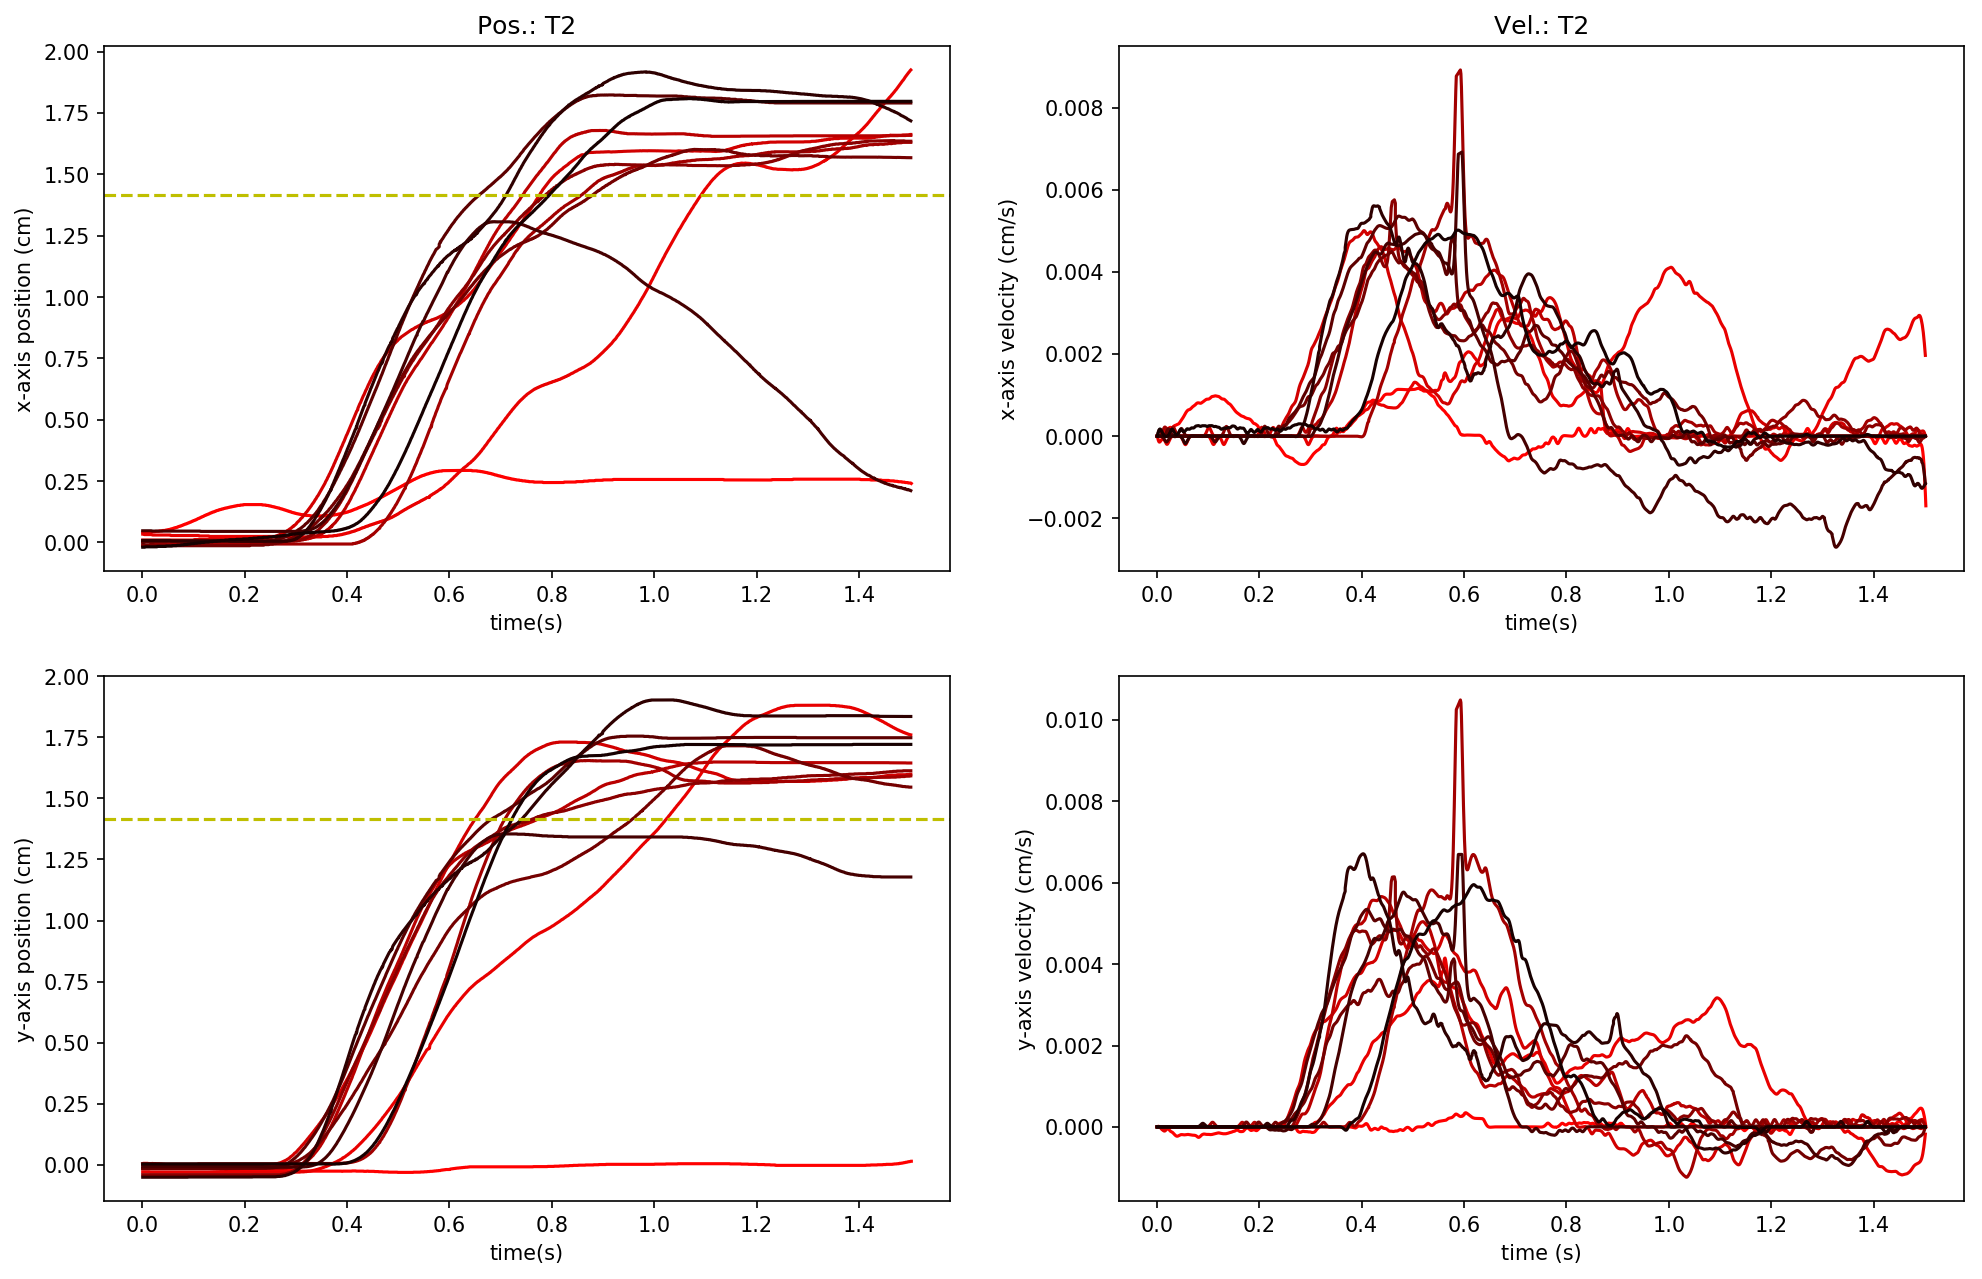 Pos.: T2
x-axis position (cm)
2.00
1.75
1.50
1.25
1.00
0.75
0.50
0.25
0.00
0.0 0.2 0.4 0.6 0.8 1.0 1.2 1.4
time(s)
Vel.: T2
x-axis velocity (cm/s)
0.008
0.006
0.004
0.002
0.000
−0.002
0.0 0.2 0.4 0.6 0.8 1.0 1.2 1.4
time(s)
y-axis position (cm)
2.00
1.75
1.50
1.25
1.00
0.75
0.50
0.25
0.00
0.0 0.2 0.4 0.6 0.8 1.0 1.2 1.4
time(s)
y-axis velocity (cm/s)
0.010
0.008
0.006
0.004
0.002
0.000
0.0 0.2 0.4 0.6 0.8 1.0 1.2 1.4
time (s)